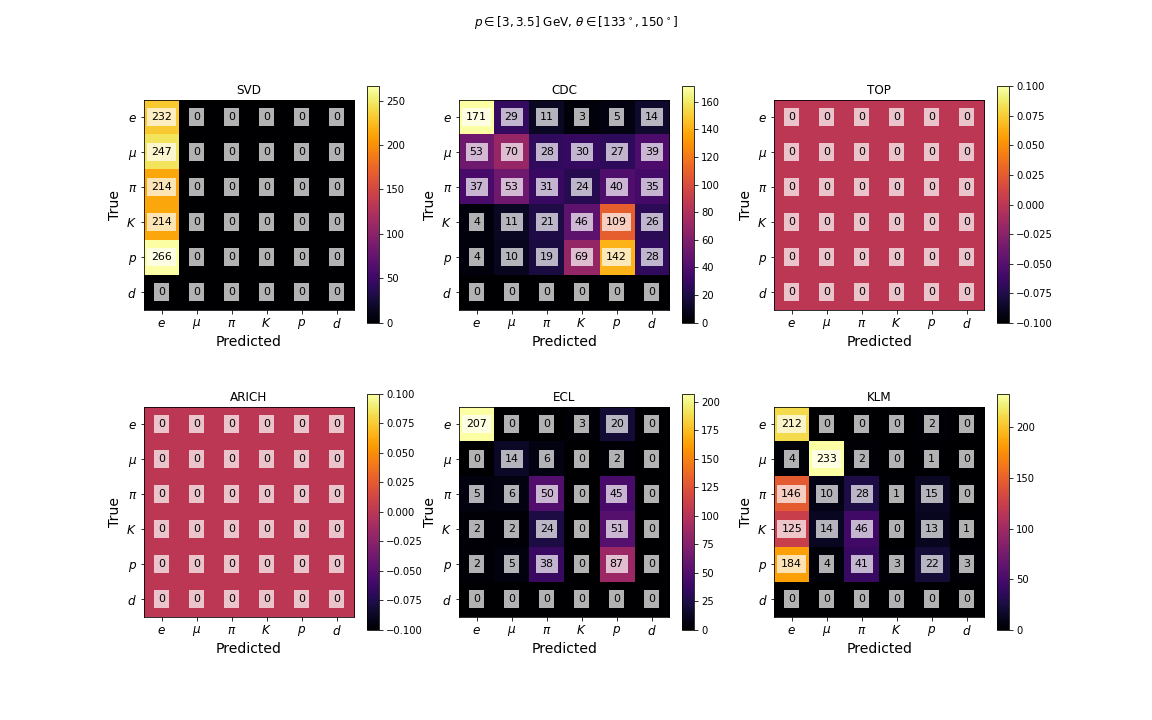 p ∈ [3, 3.5] GeV, θ ∈ [133°, 150°]
SVD
True
e 232 0 0 0 0 0
μ 247 0 0 0 0 0
π 214 0 0 0 0 0
K 214 0 0 0 0 0
p 266 0 0 0 0 0
d 0 0 0 0 0 0
e μ π K p d
Predicted
250
200
150
100
50
0
CDC
True
e 171 29 11 3 5 14
μ 53 70 28 30 27 39
π 37 53 31 24 40 35
K 4 11 21 46 109 26
p 4 10 19 69 142 28
d 0 0 0 0 0 0
e μ π K p d
Predicted
160
140
120
100
80
60
40
20
0
TOP
True
e 0 0 0 0 0 0
μ 0 0 0 0 0 0
π 0 0 0 0 0 0
K 0 0 0 0 0 0
p 0 0 0 0 0 0
d 0 0 0 0 0 0
e μ π K p d
Predicted
0.100
0.075
0.050
0.025
0.000
−0.025
−0.050
−0.075
−0.100
ARICH
True
e 0 0 0 0 0 0
μ 0 0 0 0 0 0
π 0 0 0 0 0 0
K 0 0 0 0 0 0
p 0 0 0 0 0 0
d 0 0 0 0 0 0
e μ π K p d
Predicted
0.100
0.075
0.050
0.025
0.000
−0.025
−0.050
−0.075
−0.100
ECL
True
e 207 0 0 3 20 0
μ 0 14 6 0 2 0
π 5 6 50 0 45 0
K 2 2 24 0 51 0
p 2 5 38 0 87 0
d 0 0 0 0 0 0
e μ π K p d
Predicted
200
175
150
125
100
75
50
25
0
KLM
True
e 212 0 0 0 2 0
μ 4 233 2 0 1 0
π 146 10 28 1 15 0
K 125 14 46 0 13 1
p 184 4 41 3 22 3
d 0 0 0 0 0 0
e μ π K p d
Predicted
200
150
100
50
0